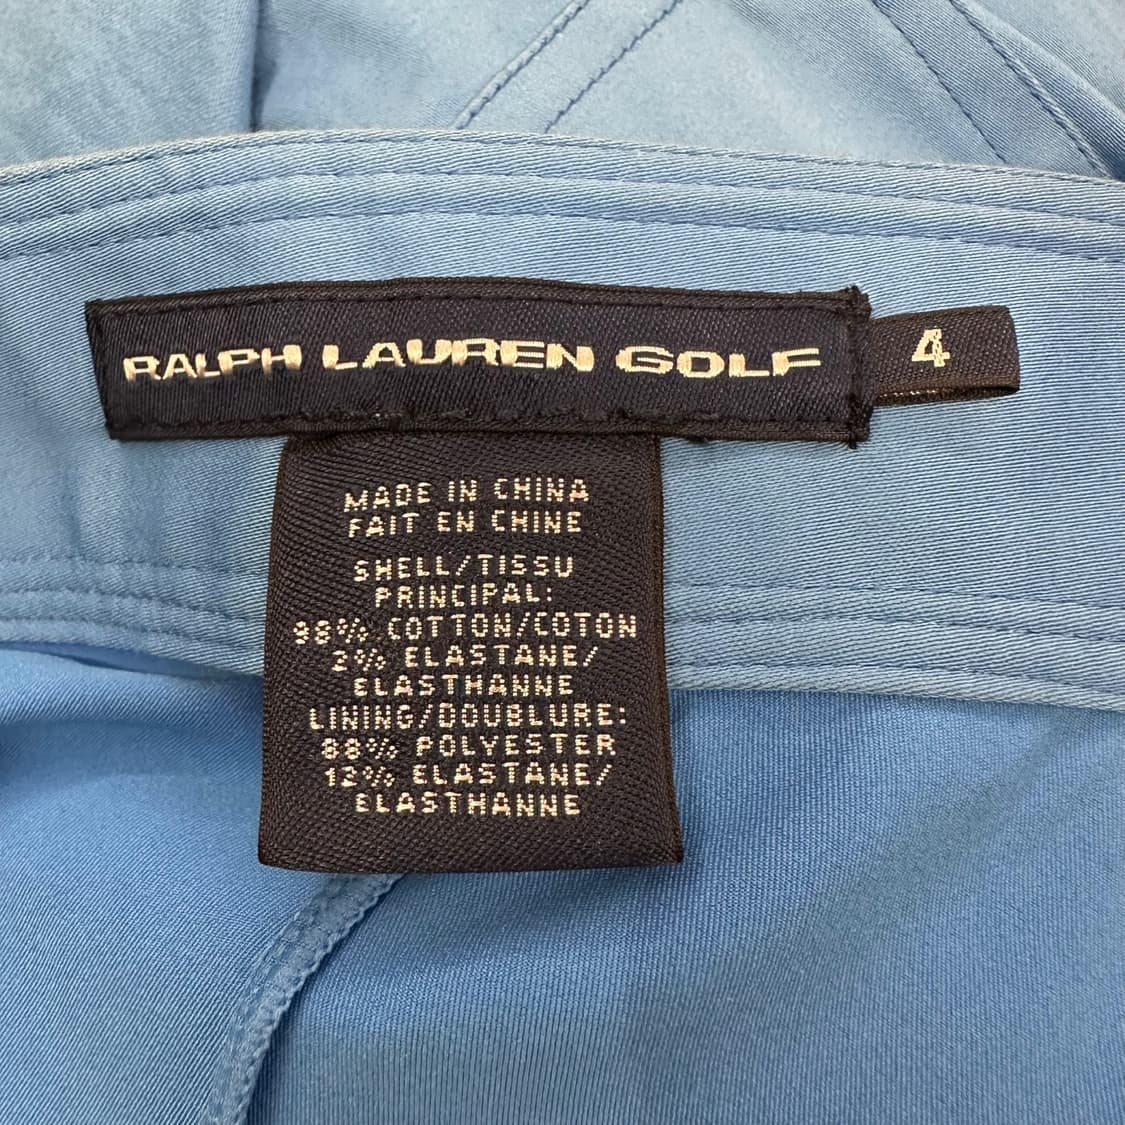 RALPH LAUREN GOLF
4
MADE IN CHINA
FAIT EN CHINE
SHELL/TISSU
PRINCIPAL:
98% COTTON/COTON
2% ELASTANE/
ELASTHANNE
LINING/DOUBLURE:
88% POLYESTER
12% ELASTANE/
ELASTHANNE